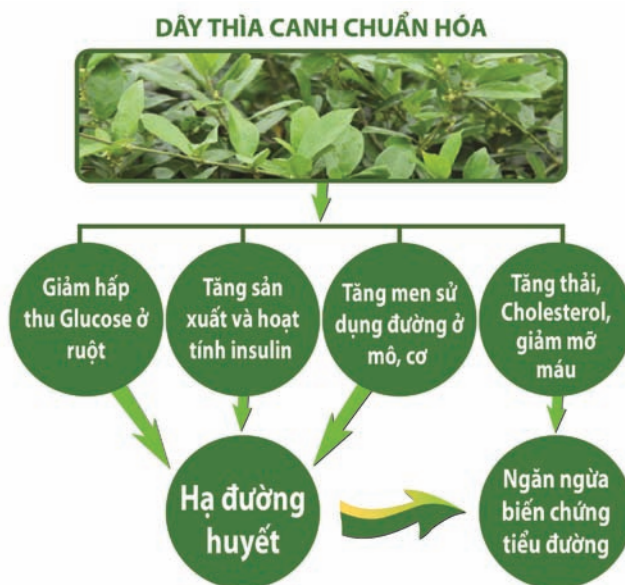 DÂY THÌA CANH CHUẨN HÓA
Giảm hấp
thu Glucose ở
ruột
Tăng sản
xuất và hoạt
tính insulin
Tăng men sử
dụng đường ở
mô, cơ
Tăng thải,
Cholesterol,
giảm mỡ
máu
Hạ đường
huyết
Ngăn ngừa
biến chứng
tiểu đường